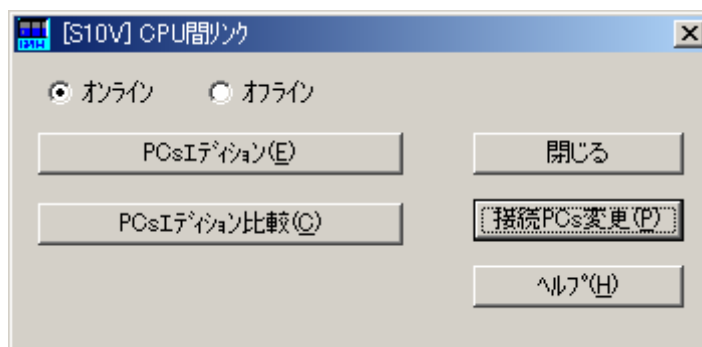 [S10V] CPU間ﾘﾝｸ
オンライン オフライン
PCsｴﾃﾞｨｼｮﾝ(E) 閉じる
PCsｴﾃﾞｨｼｮﾝ比較(C) 接続PCs変更(P)
ﾍﾙﾌﾟ(H)